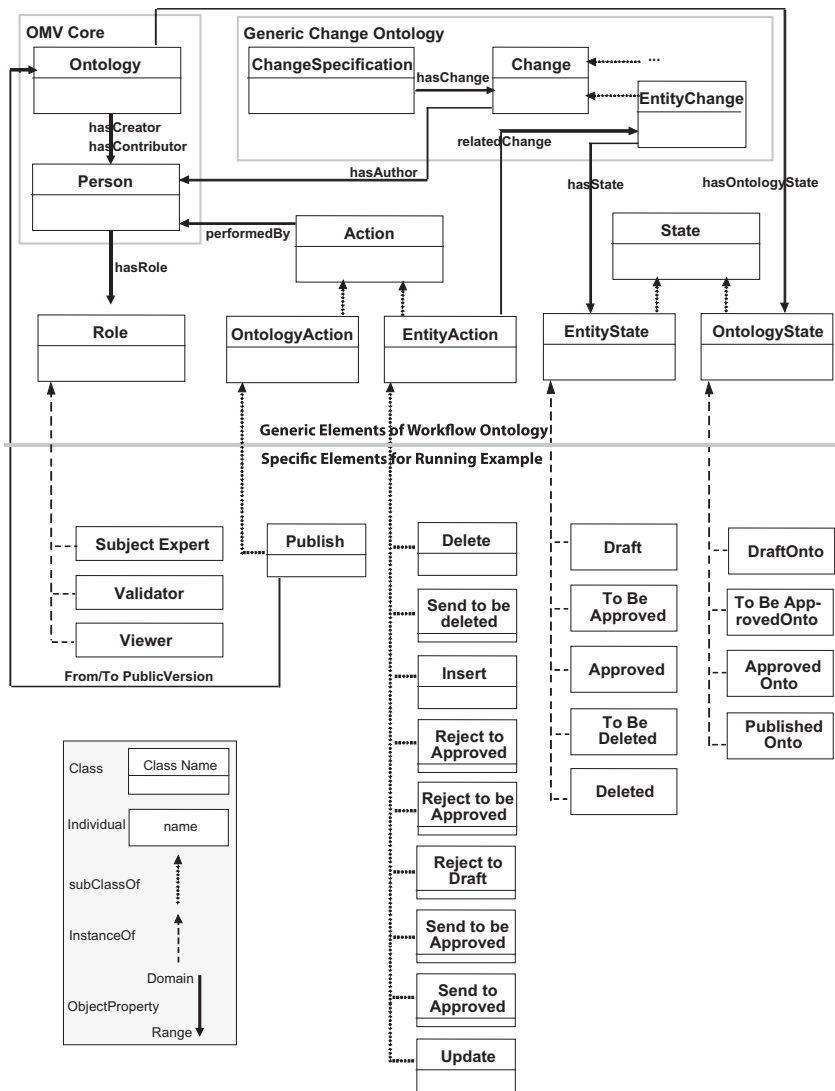 OMV Core
Generic Change Ontology
Ontology
ChangeSpecification
hasChange
Change
...
EntityChange
hasCreator
hasContributor
relatedChange
Person
hasAuthor
hasState
hasOntologyState
performedBy
Action
State
hasRole
Role
OntologyAction
EntityAction
EntityState
OntologyState
Generic Elements of Workflow Ontology
Specific Elements for Running Example
Subject Expert
Validator
Viewer
Publish
From/To PublicVersion
Delete
Send to be
deleted
Insert
Reject to
Approved
Reject to be
Approved
Reject to
Draft
Send to be
Approved
Send to
Approved
Update
Draft
To Be
Approved
Approved
To Be
Deleted
Deleted
DraftOnto
To Be App-
rovedOnto
Approved
Onto
Published
Onto
Class
Class Name
Individual
name
subClassOf
InstanceOf
Domain
ObjectProperty
Range